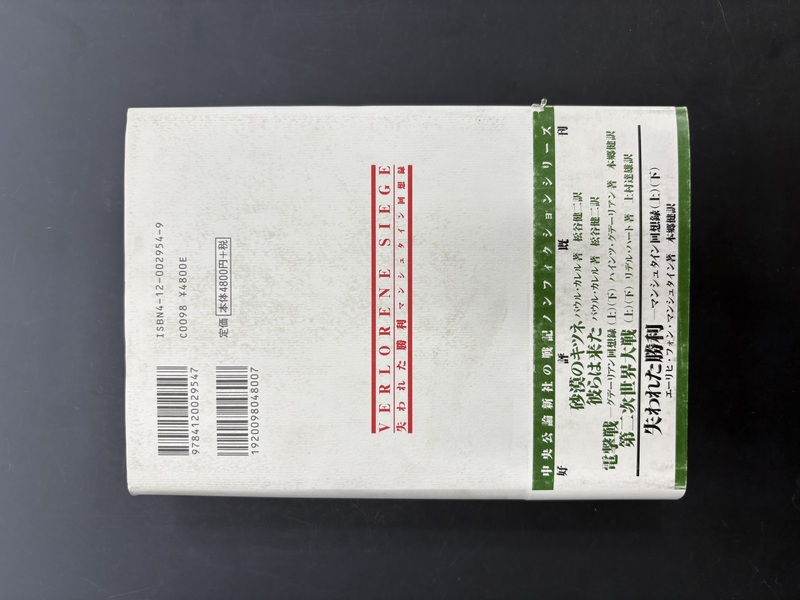 9784120029547
1920098048007
ISBN4-12-002954-9
C0098 ¥4800E
定価 本体4800円+税
VERLORENE SIEGE
失われた勝利 マンシュタイン回想録
中央公論新社の戦記ノンフィクションシリーズ
好評既刊
砂漠のキツネ パウル・カレル著 松谷健二訳
彼らは来た パウル・カレル著 松谷健二訳
電撃戦—グデーリアン回想録(上)(下) ハインツ・グデーリアン著 本郷健訳
第二次世界大戦(上)(下) リデル・ハート著 上村達雄訳
失われた勝利—マンシュタイン回想録(上)(下)
エーリヒ・フォン・マンシュタイン著 本郷健訳